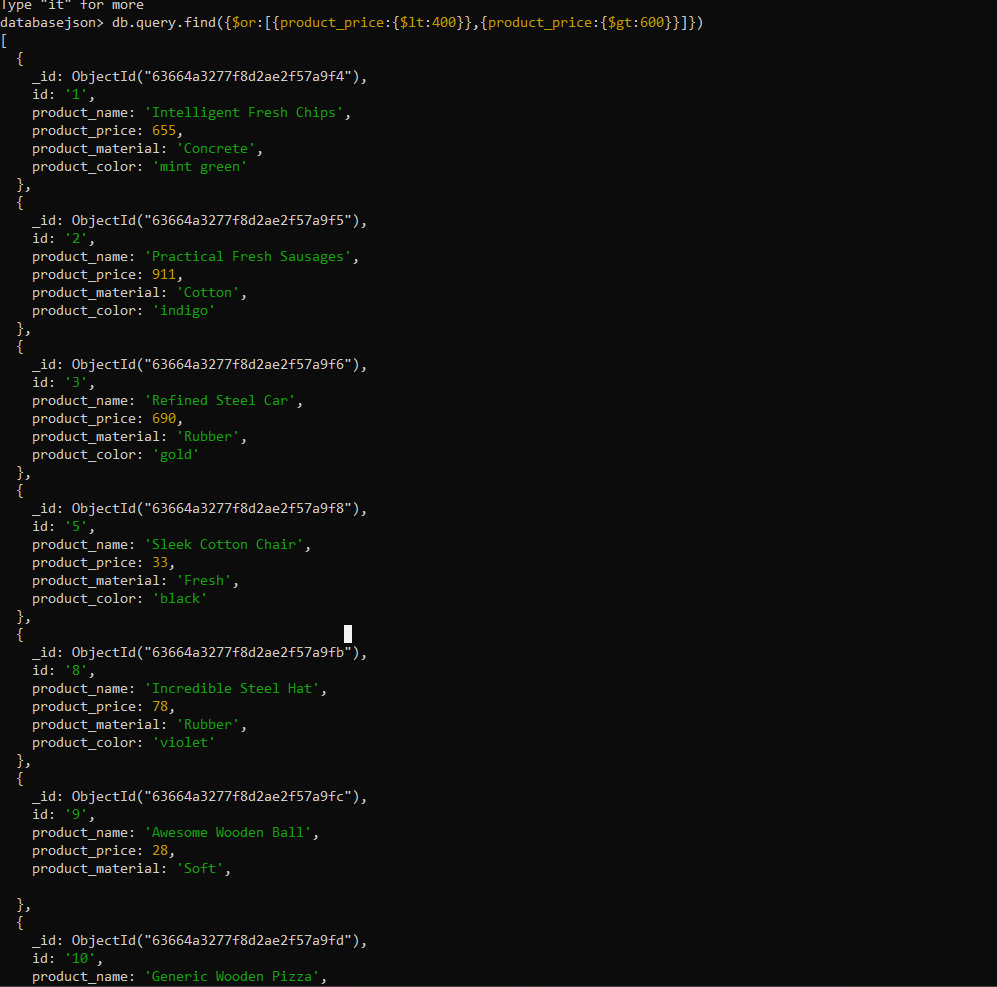 Type "it" for more
databasejson> db.query.find({$or:[{product_price:{$lt:400}},{product_price:{$gt:600}}]})
[
  {
    _id: ObjectId("63664a3277f8d2ae2f57a9f4"),
    id: '1',
    product_name: 'Intelligent Fresh Chips',
    product_price: 655,
    product_material: 'Concrete',
    product_color: 'mint green'
  },
  {
    _id: ObjectId("63664a3277f8d2ae2f57a9f5"),
    id: '2',
    product_name: 'Practical Fresh Sausages',
    product_price: 911,
    product_material: 'Cotton',
    product_color: 'indigo'
  },
  {
    _id: ObjectId("63664a3277f8d2ae2f57a9f6"),
    id: '3',
    product_name: 'Refined Steel Car',
    product_price: 690,
    product_material: 'Rubber',
    product_color: 'gold'
  },
  {
    _id: ObjectId("63664a3277f8d2ae2f57a9f8"),
    id: '5',
    product_name: 'Sleek Cotton Chair',
    product_price: 33,
    product_material: 'Fresh',
    product_color: 'black'
  },
  {
    _id: ObjectId("63664a3277f8d2ae2f57a9fb"),
    id: '8',
    product_name: 'Incredible Steel Hat',
    product_price: 78,
    product_material: 'Rubber',
    product_color: 'violet'
  },
  {
    _id: ObjectId("63664a3277f8d2ae2f57a9fc"),
    id: '9',
    product_name: 'Awesome Wooden Ball',
    product_price: 28,
    product_material: 'Soft',
  },
  {
    _id: ObjectId("63664a3277f8d2ae2f57a9fd"),
    id: '10',
    product_name: 'Generic Wooden Pizza',